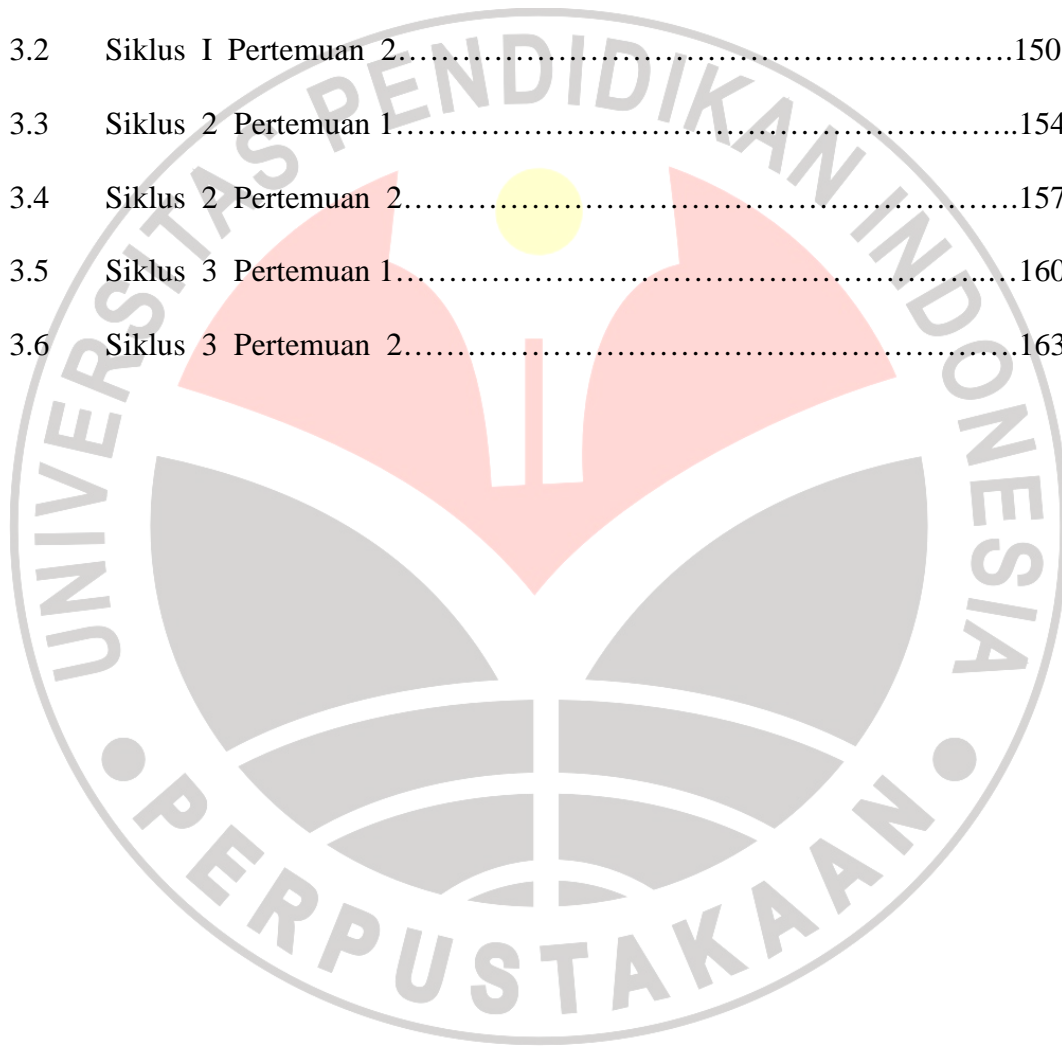 3.2 Siklus I Pertemuan 2……………………………………………………….150
3.3 Siklus 2 Pertemuan 1………………………………………………………..154
3.4 Siklus 2 Pertemuan 2……………………………………………………….157
3.5 Siklus 3 Pertemuan 1……………………………………………………..…160
3.6 Siklus 3 Pertemuan 2……………………………………………………….163
UNIVERSITAS PENDIDIKAN INDONESIA
PERPUSTAKAAN